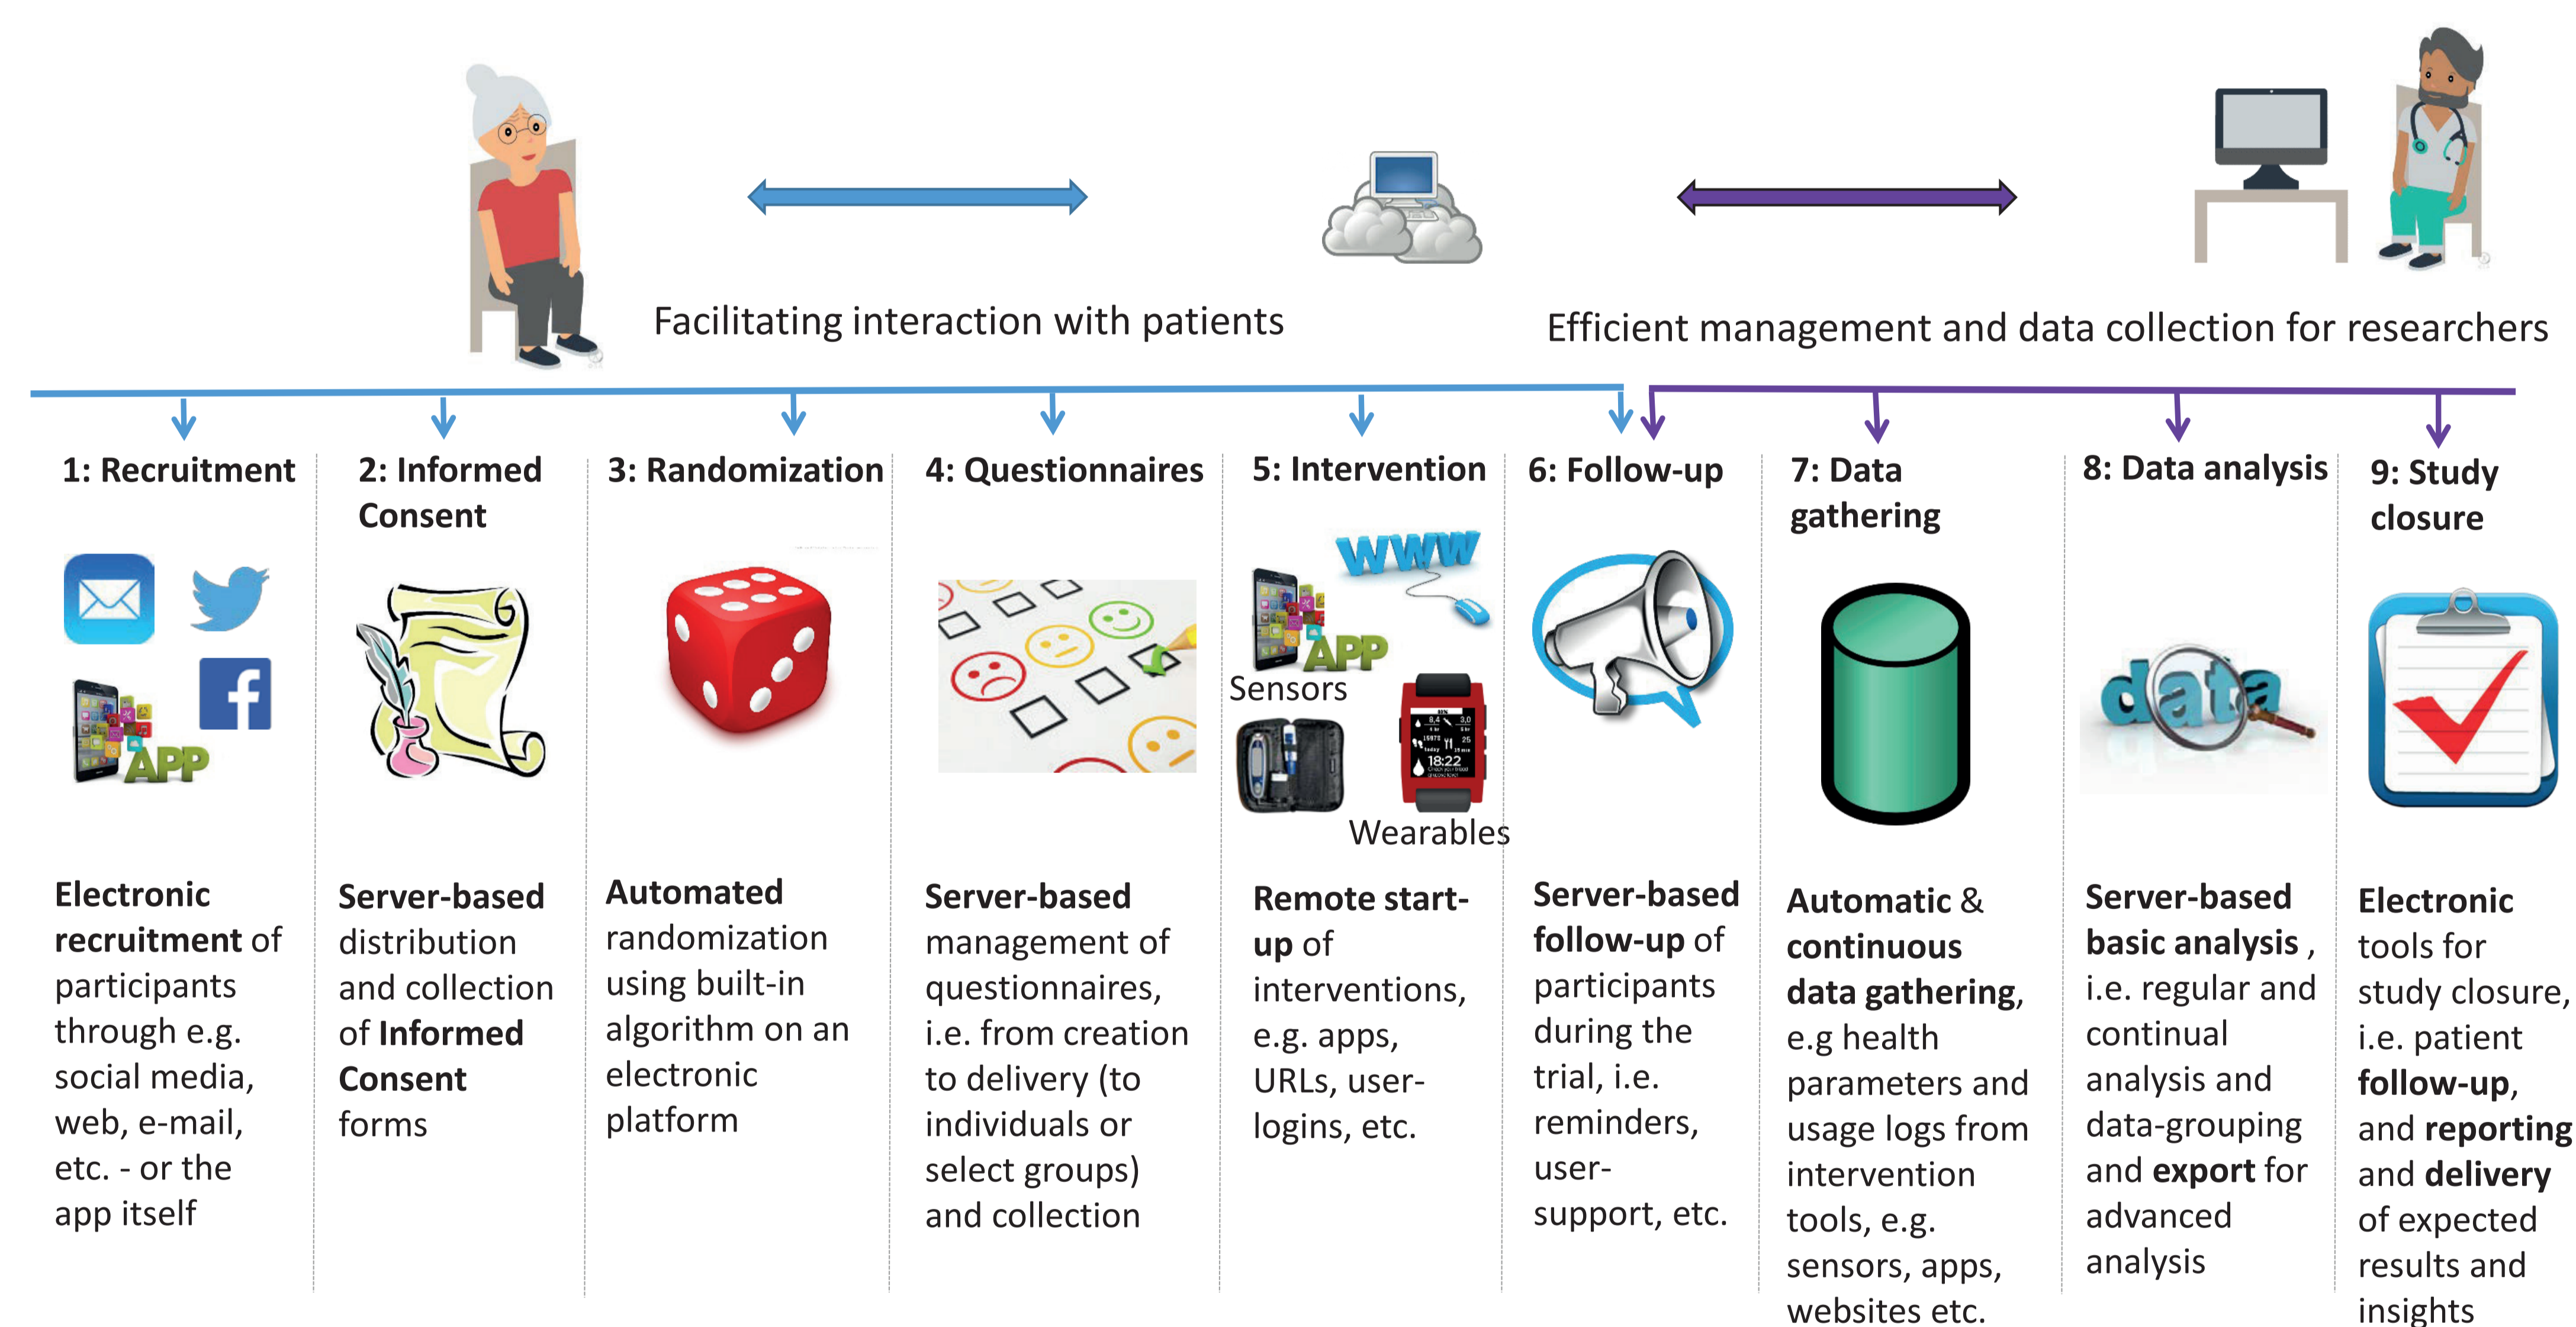 Facilitating interaction with patients
Efficient management and data collection for researchers
1: Recruitment
APP
Electronic
recruitment of
participants
through e.g.
social media,
web, e-mail,
etc. - or the
app itself
2: Informed
Consent
Server-based
distribution
and collection
of Informed
Consent
forms
3: Randomization
Automated
randomization
using built-in
algorithm on an
electronic
platform
4: Questionnaires
Server-based
management of
questionnaires,
i.e. from creation
to delivery (to
individuals or
select groups)
and collection
5: Intervention
WWW
APP
Sensors
8,4 3,0
25
18:22
Wearables
Remote start-
up of
interventions,
e.g. apps,
URLs, user-
logins, etc.
6: Follow-up
Server-based
follow-up of
participants
during the
trial, i.e.
reminders,
user-
support, etc.
7: Data
gathering
Automatic &
continuous
data gathering,
e.g health
parameters and
usage logs from
intervention
tools, e.g.
sensors, apps,
websites etc.
8: Data analysis
data
Server-based
basic analysis ,
i.e. regular and
continual
analysis and
data-grouping
and export for
advanced
analysis
9: Study
closure
Electronic
tools for
study closure,
i.e. patient
follow-up,
and reporting
and delivery
of expected
results and
insights